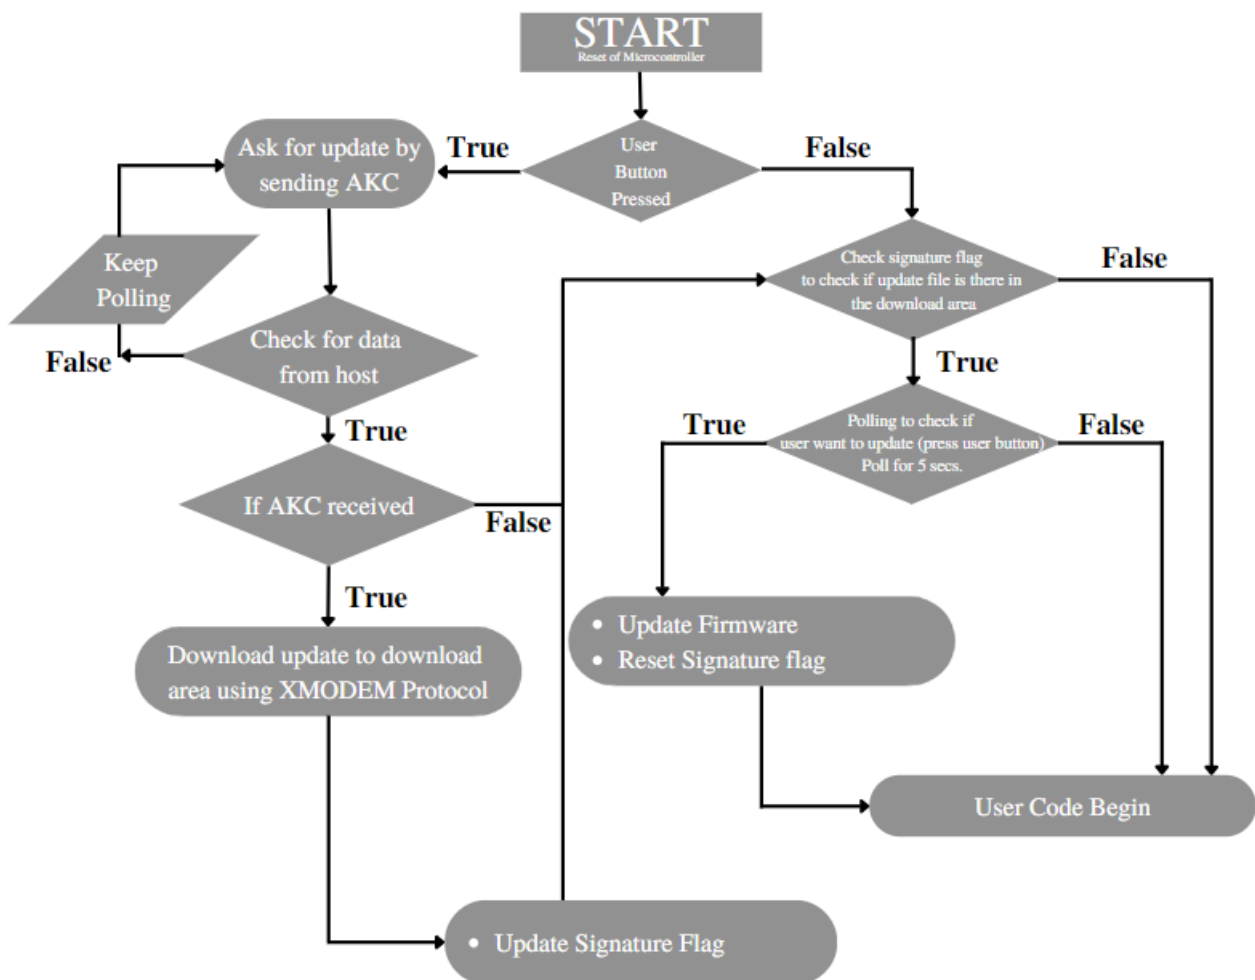 START
Reset of Microcontroller
User
Button
Pressed
True
False
Ask for update by
sending AKC
Keep
Polling
Check for data
from host
False
True
If AKC received
False
True
Download update to download
area using XMODEM Protocol
• Update Signature Flag
Check signature flag
to check if update file is there in
the download area
False
True
Polling to check if
user want to update (press user button)
Poll for 5 secs.
True
False
• Update Firmware
• Reset Signature flag
User Code Begin